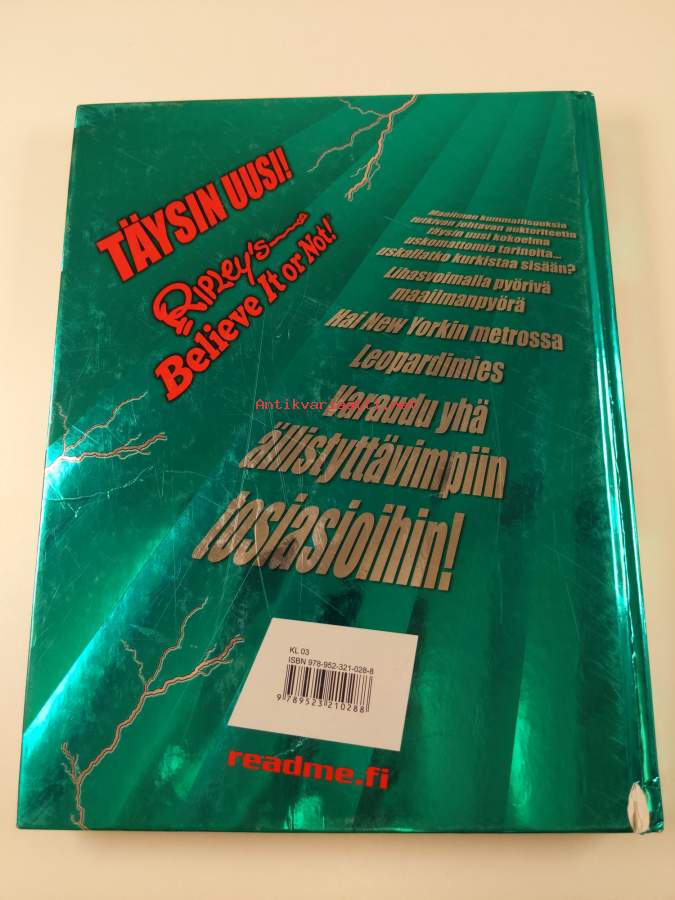 TÄYSIN UUSI!
RIPLEY'S
Believe It or Not!®
Maailman kummallisuuksia
tutkivan johtavan auktoriteetin
täysin uusi kokoelma
uskomattomia tarinoita...
uskallatko kurkistaa sisään?
Lihasvoimalla pyörivä
maailmanpyörä
Hai New Yorkin metrossa
Leopardimies
Varaudu yhä
ällistyttävimpiin
tosiasioihin!
Antikvariaatti.net
KL 03
ISBN 978-952-321-028-8
9 789523 210288
readme.fi